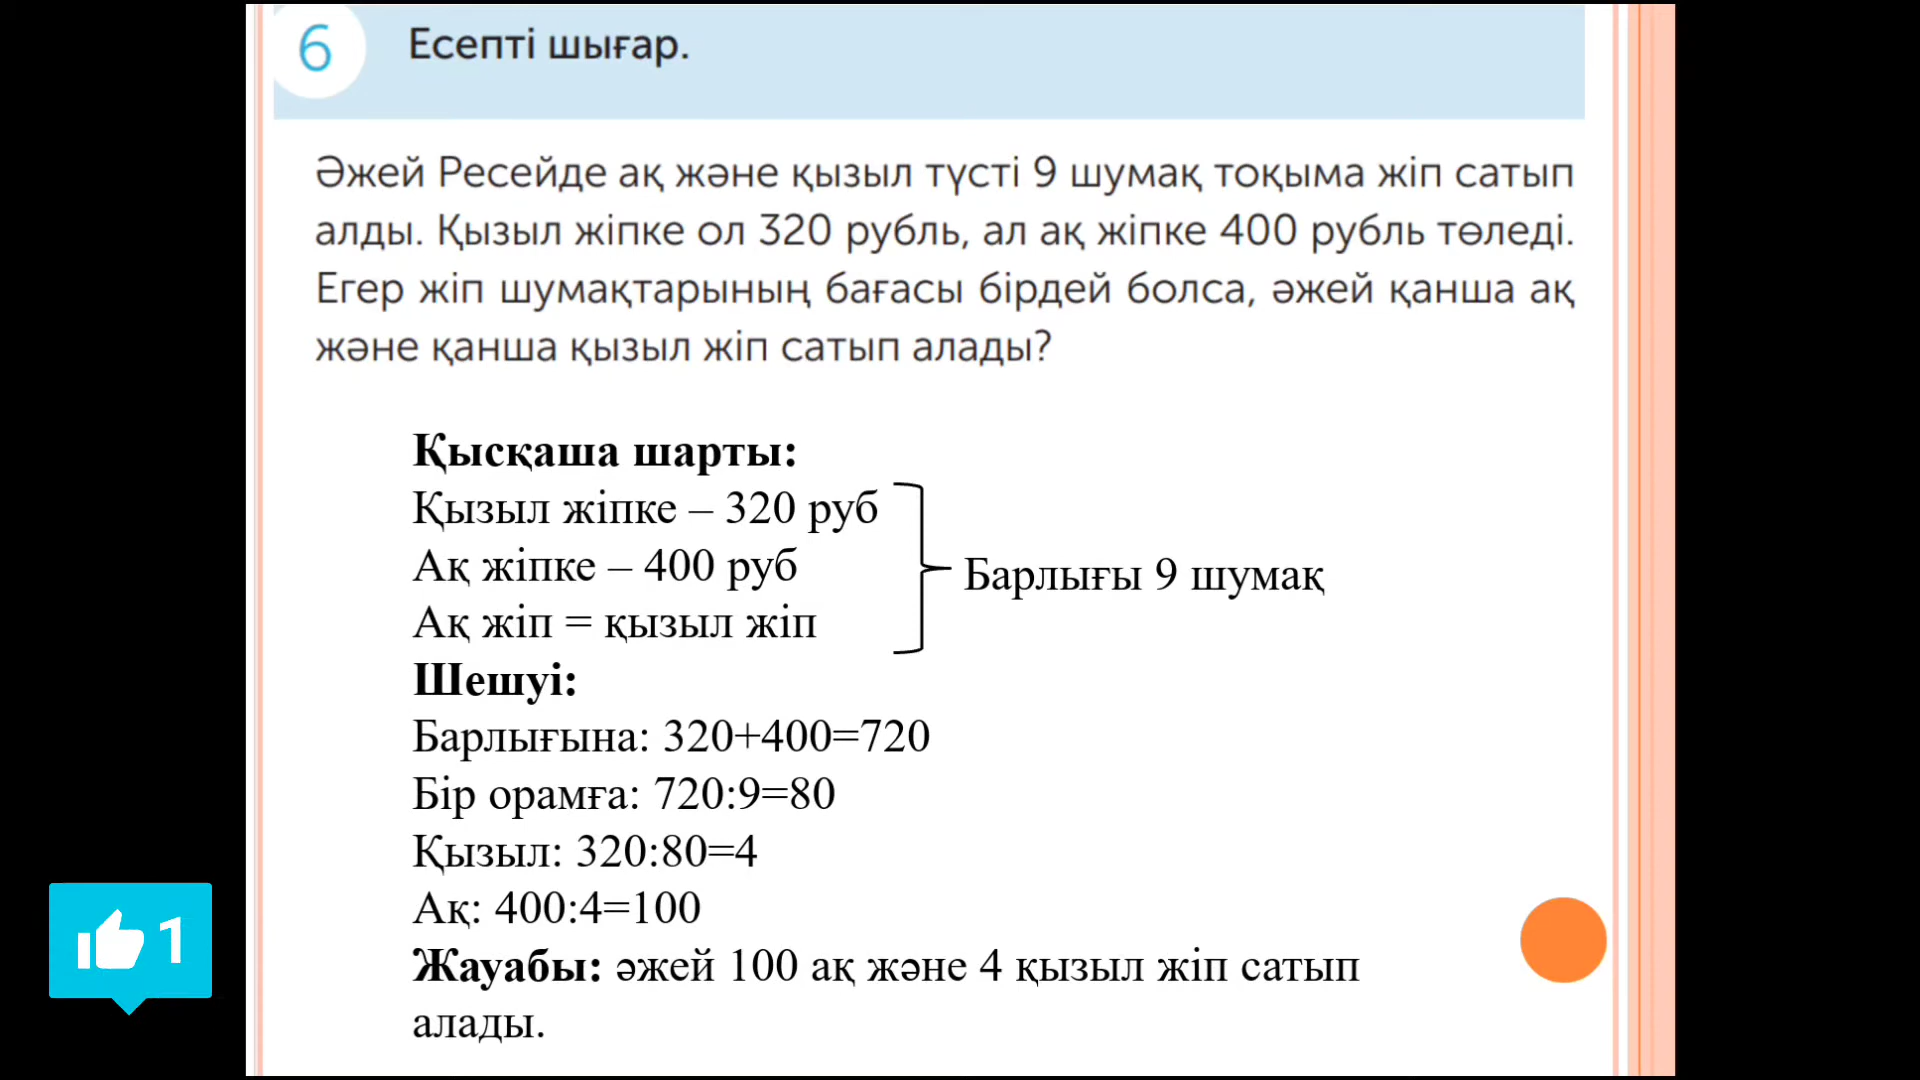 6 Есепті шығар.
Әжей Ресейде ақ және қызыл түсті 9 шумақ тоқыма жіп сатып
алды. Қызыл жіпке ол 320 рубль, ал ақ жіпке 400 рубль төледі.
Егер жіп шумақтарының бағасы бірдей болса, әжей қанша ақ
және қанша қызыл жіп сатып алады?
Қысқаша шарты:
Қызыл жіпке – 320 руб
Ақ жіпке – 400 руб
Барлығы 9 шумақ
Ақ жіп = қызыл жіп
Шешуі:
Барлығына: 320+400=720
Бір орамға: 720:9=80
Қызыл: 320:80=4
Ақ: 400:4=100
Жауабы: әжей 100 ақ және 4 қызыл жіп сатып
алады.
1